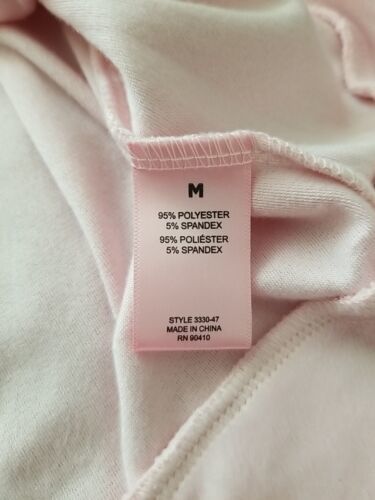 M
95% POLYESTER
5% SPANDEX
95% POLIÉSTER
5% SPANDEX
STYLE 3330-47
MADE IN CHINA
RN 90410